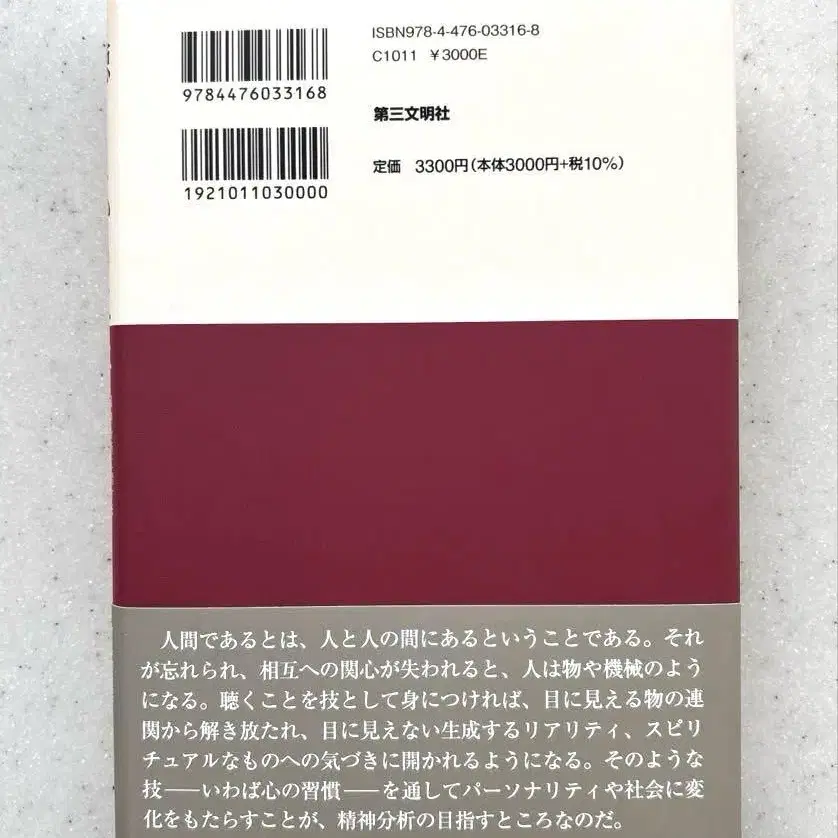 ISBN978-4-476-03316-8
C1011 ¥3000E
9784476033168
第三文明社
定価 3300円(本体3000円+税10%)
1921011030000
人間であるとは、人と人の間にあるということである。それ
が忘れられ、相互への関心が失われると、人は物や機械のよう
になる。聴くことを技として身につければ、目に見える物の連
関から解き放たれ、目に見えない生成するリアリティ、スピリ
チュアルなものへの気づきに開かれるようになる。そのような
技――いわば心の習慣――を通してパーソナリティや社会に変
化をもたらすことが、精神分析の目指すところなのだ。